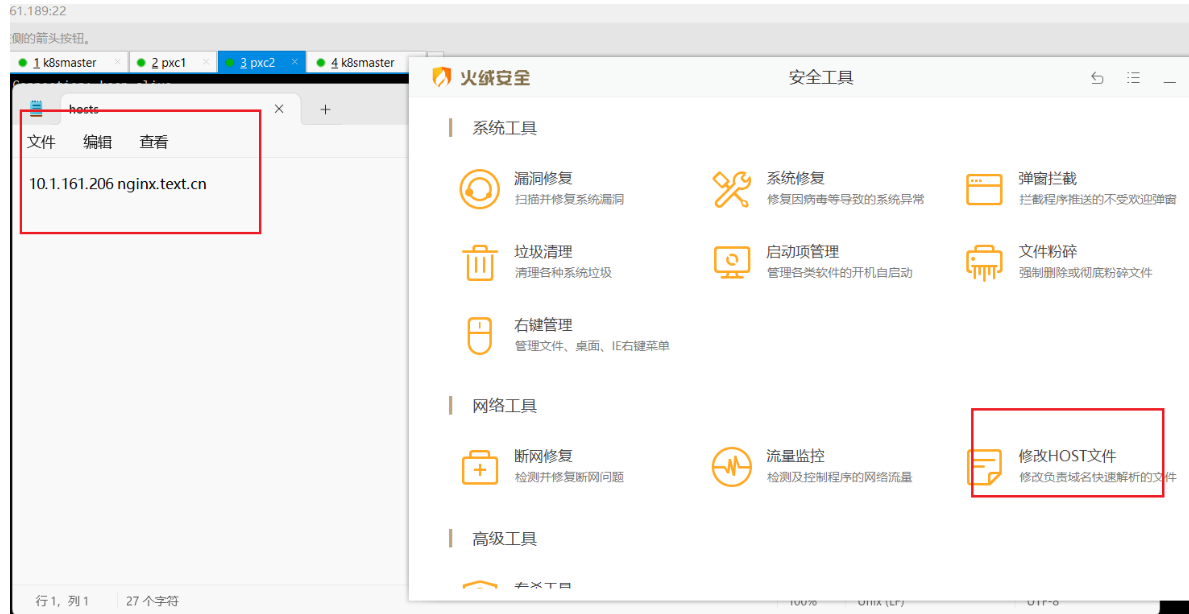 61.189:22
侧的箭头按钮。
1 k8smaster × 2 pxc1 × 3 pxc2 × 4 k8smaster
hosts × +
文件 编辑 查看
10.1.161.206 nginx.text.cn
行 1, 列 1 27 个字符
100% Unix (LF) UTF-8
火绒安全 安全工具
系统工具
漏洞修复
扫描并修复系统漏洞
系统修复
修复因病毒等导致的系统异常
弹窗拦截
拦截程序推送的不受欢迎弹窗
垃圾清理
清理各种系统垃圾
启动项管理
管理各类软件的开机自启动
文件粉碎
强制删除或彻底粉碎文件
右键管理
管理文件、桌面、IE右键菜单
网络工具
断网修复
检测并修复断网问题
流量监控
检测及控制程序的网络流量
修改HOST文件
修改负责域名快速解析的文件
高级工具